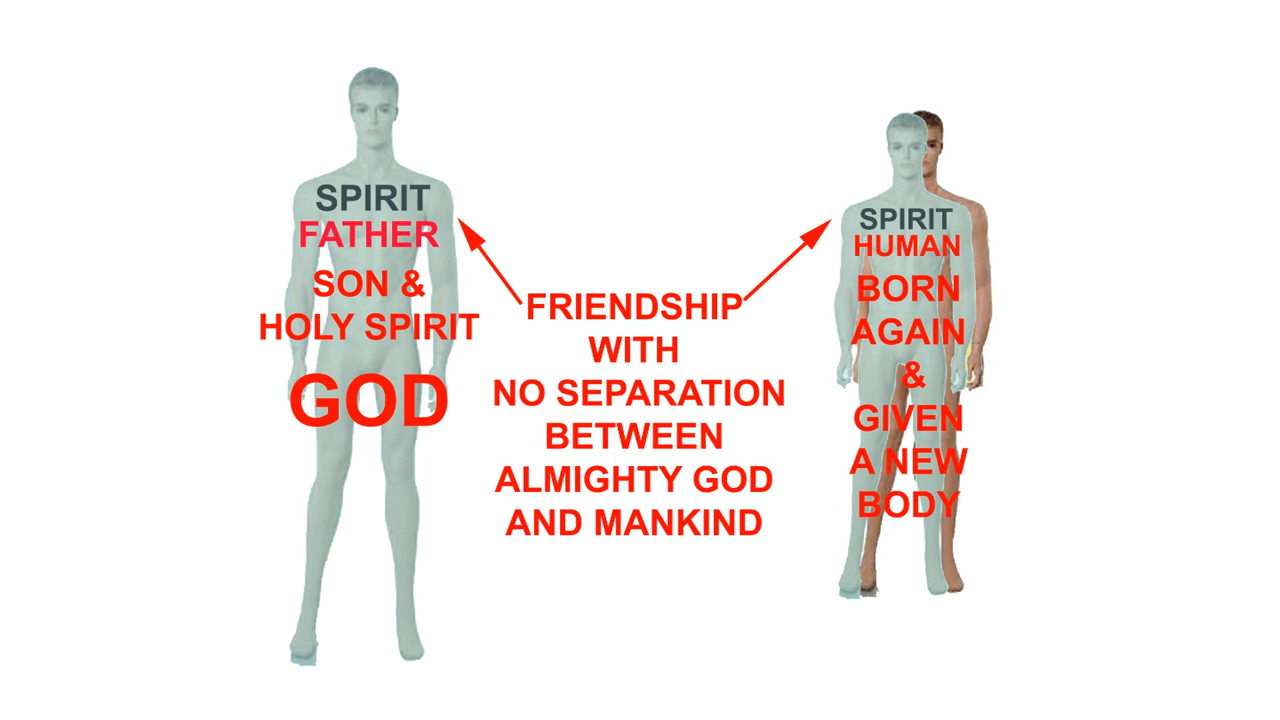 SPIRIT
FATHER
SON &
HOLY SPIRIT
GOD
FRIENDSHIP
WITH
NO SEPARATION
BETWEEN
ALMIGHTY GOD
AND MANKIND
SPIRIT
HUMAN
BORN
AGAIN
&
GIVEN
A NEW
BODY